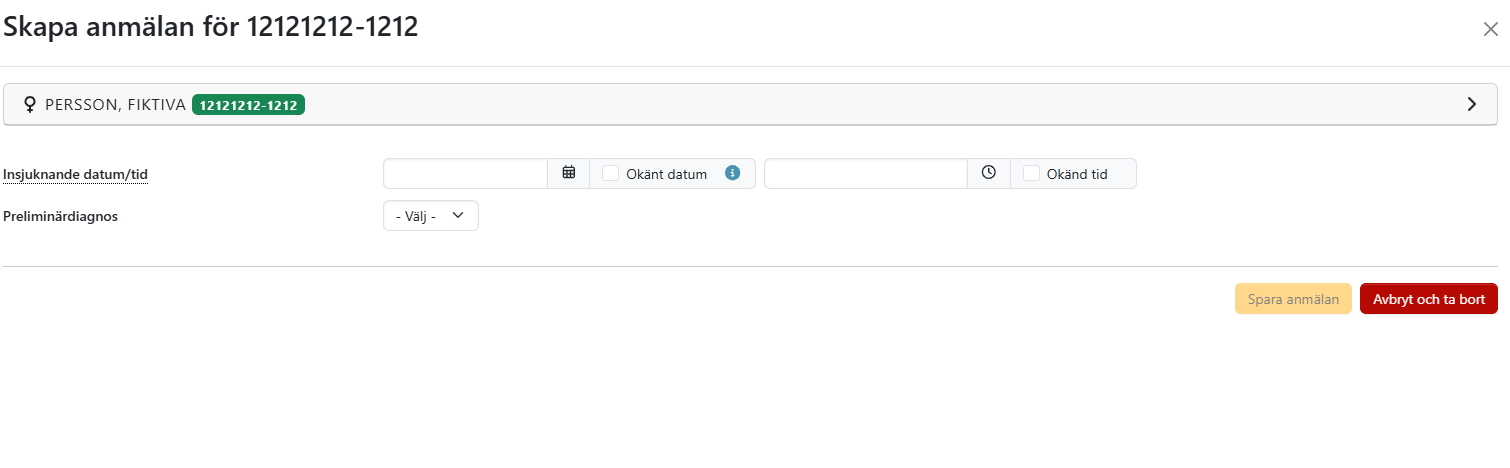 Skapa anmälan för 12121212-1212
PERSSON, FIKTIVA 12121212-1212
Insjuknande datum/tid Okänt datum Okänd tid
Preliminärdiagnos - Välj -
Spara anmälan Avbryt och ta bort